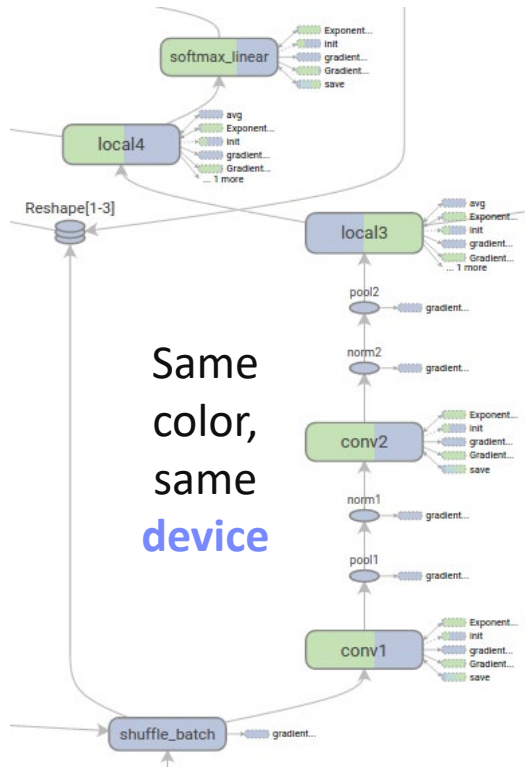 softmax_linear
Exponent...
init
gradient...
Gradient...
save
local4
avg
Exponent...
init
gradient...
Gradient...
... 1 more
Reshape[1-3]
local3
avg
Exponent...
init
gradient...
Gradient...
... 1 more
pool2
gradient...
norm2
gradient...
Same
color,
same
device
conv2
Exponent...
init
gradient...
Gradient...
save
norm1
gradient...
pool1
gradient...
conv1
Exponent...
init
gradient...
Gradient...
save
shuffle_batch
gradient...